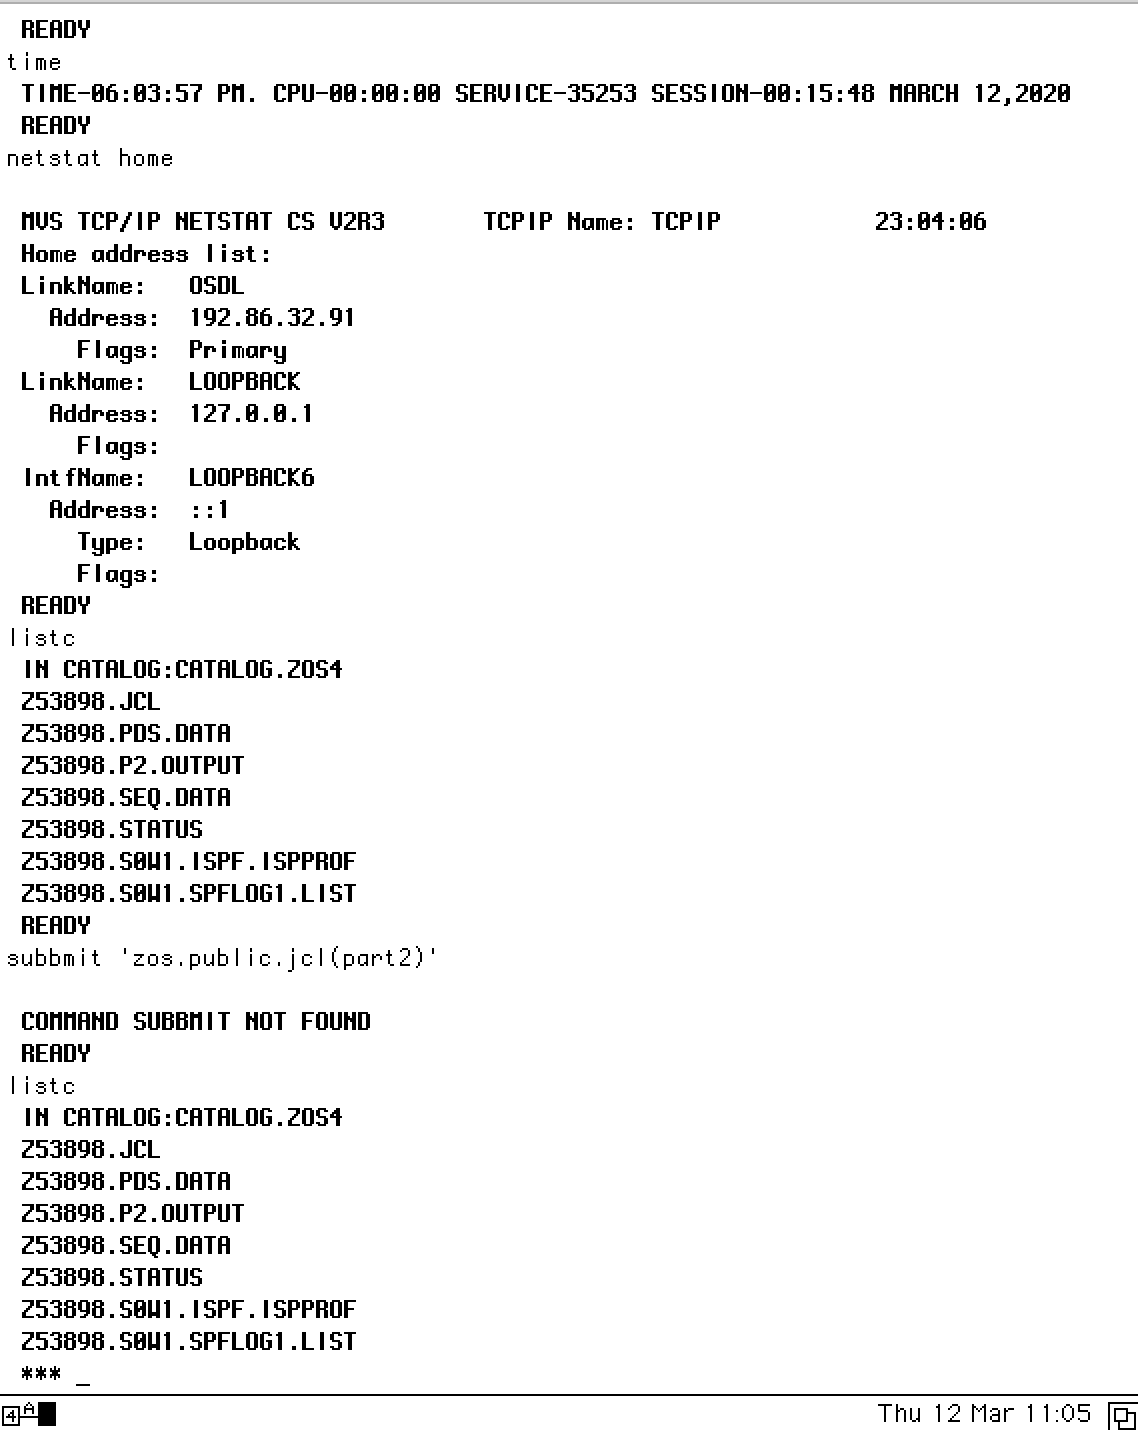 READY
time
TIME-06:03:57 PM. CPU-00:00:00 SERVICE-35253 SESSION-00:15:48 MARCH 12,2020
READY
netstat home
MVS TCP/IP NETSTAT CS V2R3       TCPIP Name: TCPIP           23:04:06
Home address list:
LinkName:   OSDL
  Address:  192.86.32.91
    Flags:  Primary
LinkName:   LOOPBACK
  Address:  127.0.0.1
    Flags:
IntfName:   LOOPBACK6
  Address:  ::1
    Type:   Loopback
    Flags:
READY
listc
IN CATALOG:CATALOG.ZOS4
Z53898.JCL
Z53898.PDS.DATA
Z53898.P2.OUTPUT
Z53898.SEQ.DATA
Z53898.STATUS
Z53898.S0W1.ISPF.ISPPROF
Z53898.S0W1.SPFLOG1.LIST
READY
subbmit 'zos.public.jcl(part2)'
COMMAND SUBBMIT NOT FOUND
READY
listc
IN CATALOG:CATALOG.ZOS4
Z53898.JCL
Z53898.PDS.DATA
Z53898.P2.OUTPUT
Z53898.SEQ.DATA
Z53898.STATUS
Z53898.S0W1.ISPF.ISPPROF
Z53898.S0W1.SPFLOG1.LIST
*** _
4 A Thu 12 Mar 11:05